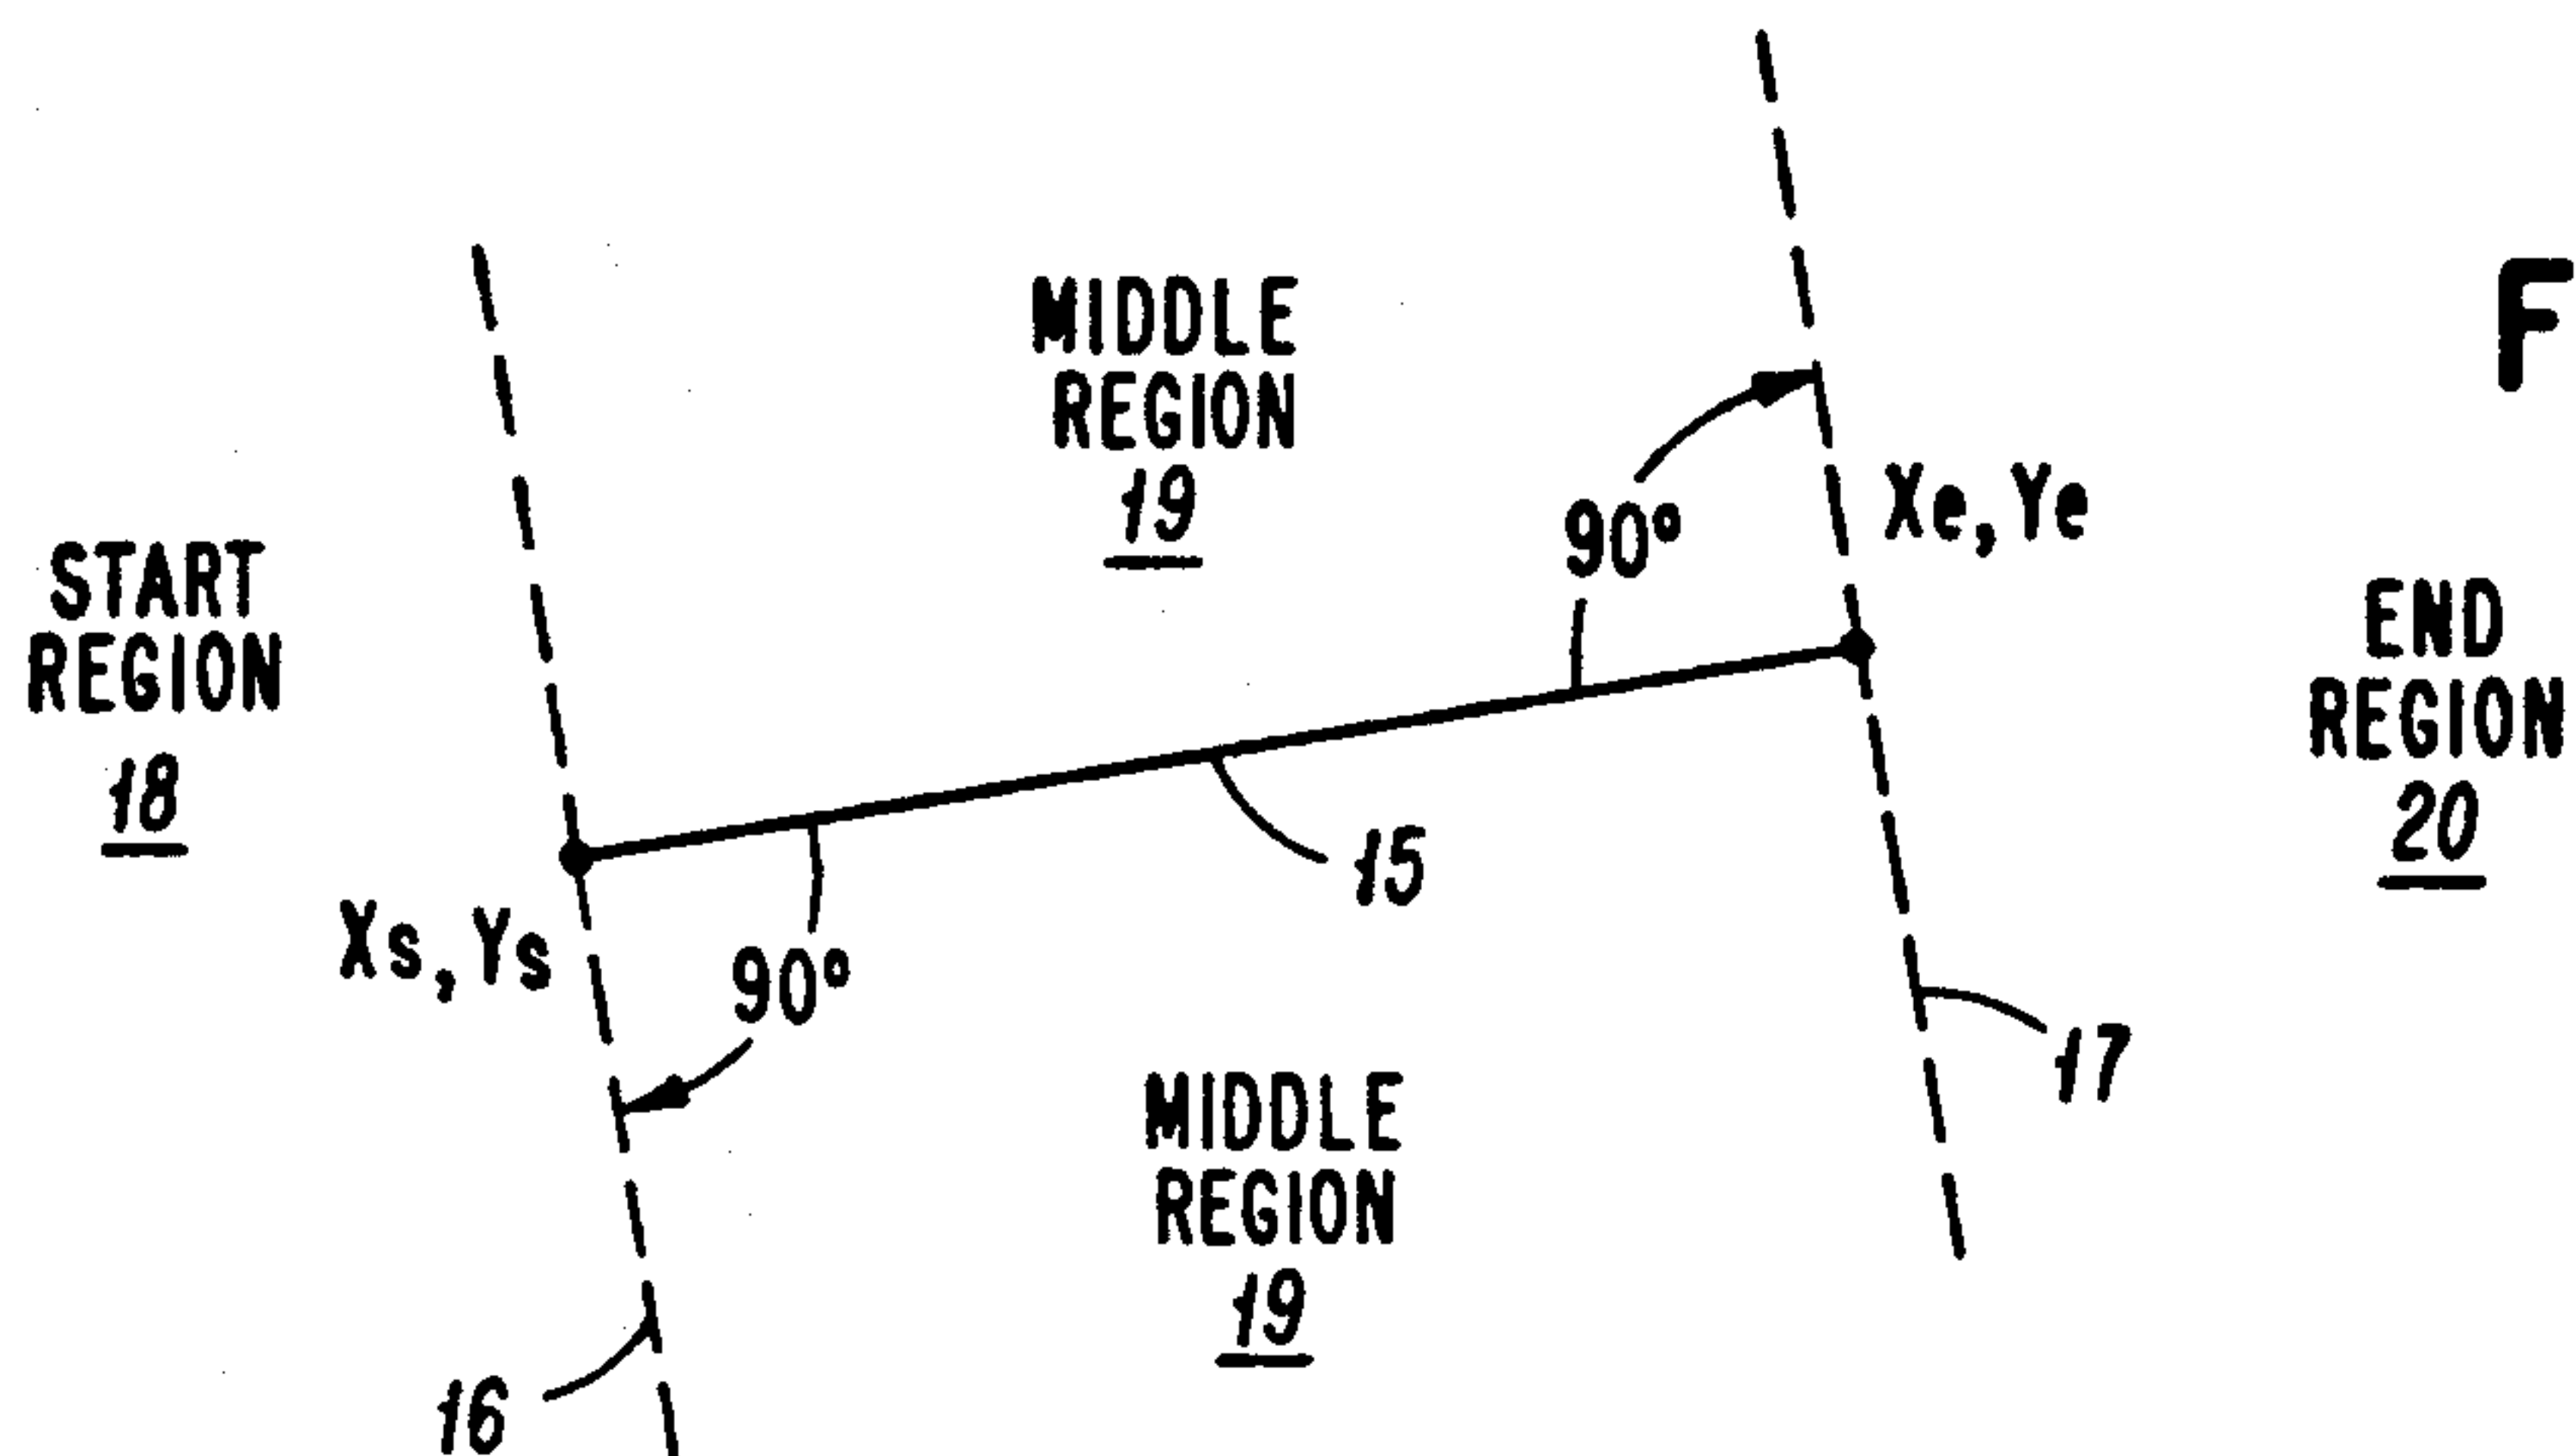 MIDDLE
REGION
19
F
START
REGION
18
90°
Xe, Ye
END
REGION
20
15
Xs, Ys
90°
17
MIDDLE
REGION
19
16